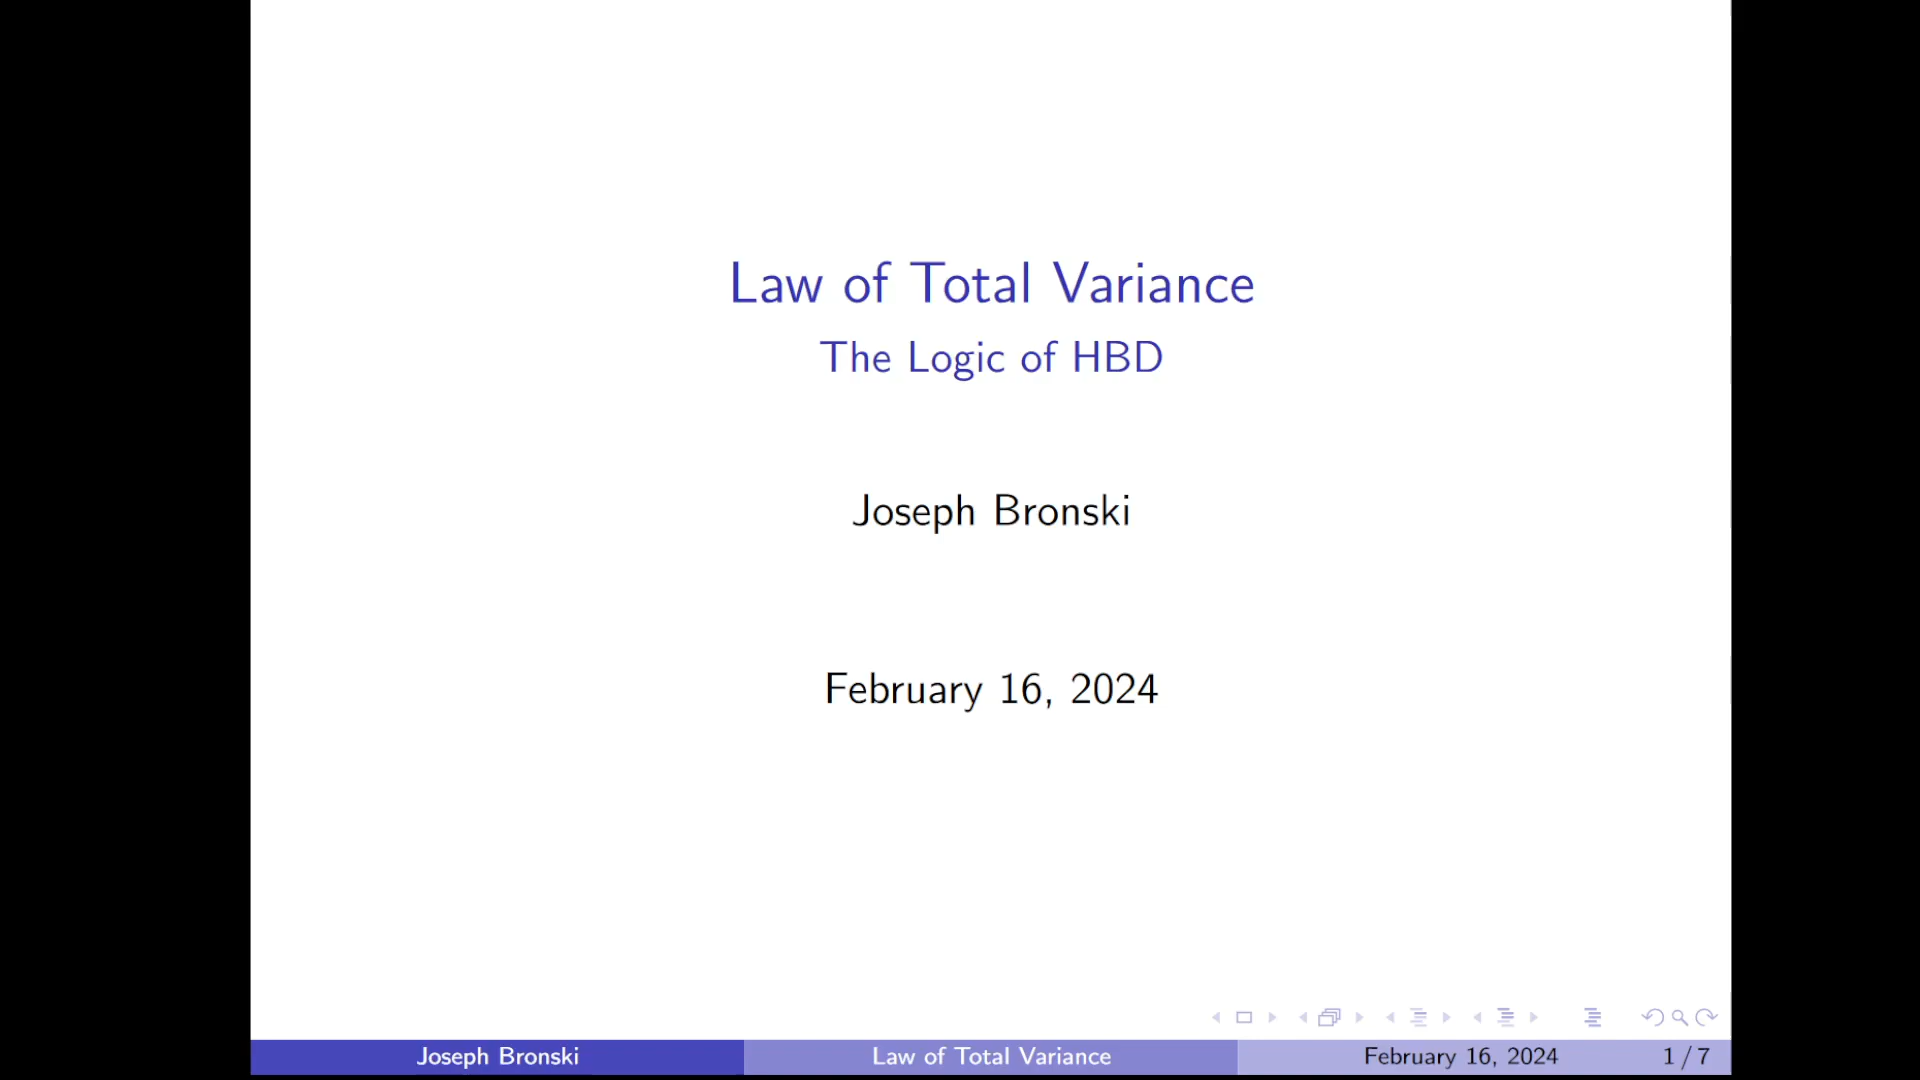 Law of Total Variance
The Logic of HBD
Joseph Bronski
February 16, 2024
Joseph Bronski Law of Total Variance February 16, 2024 1 / 7